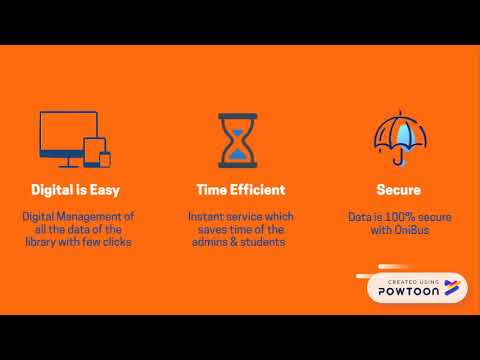 Digital is Easy
Digital Management of
all the data of the
library with few clicks
Time Efficient
Instant service which
saves time of the
admins & students
Secure
Data is 100% secure
with OniBus
CREATED USING
POWTOON